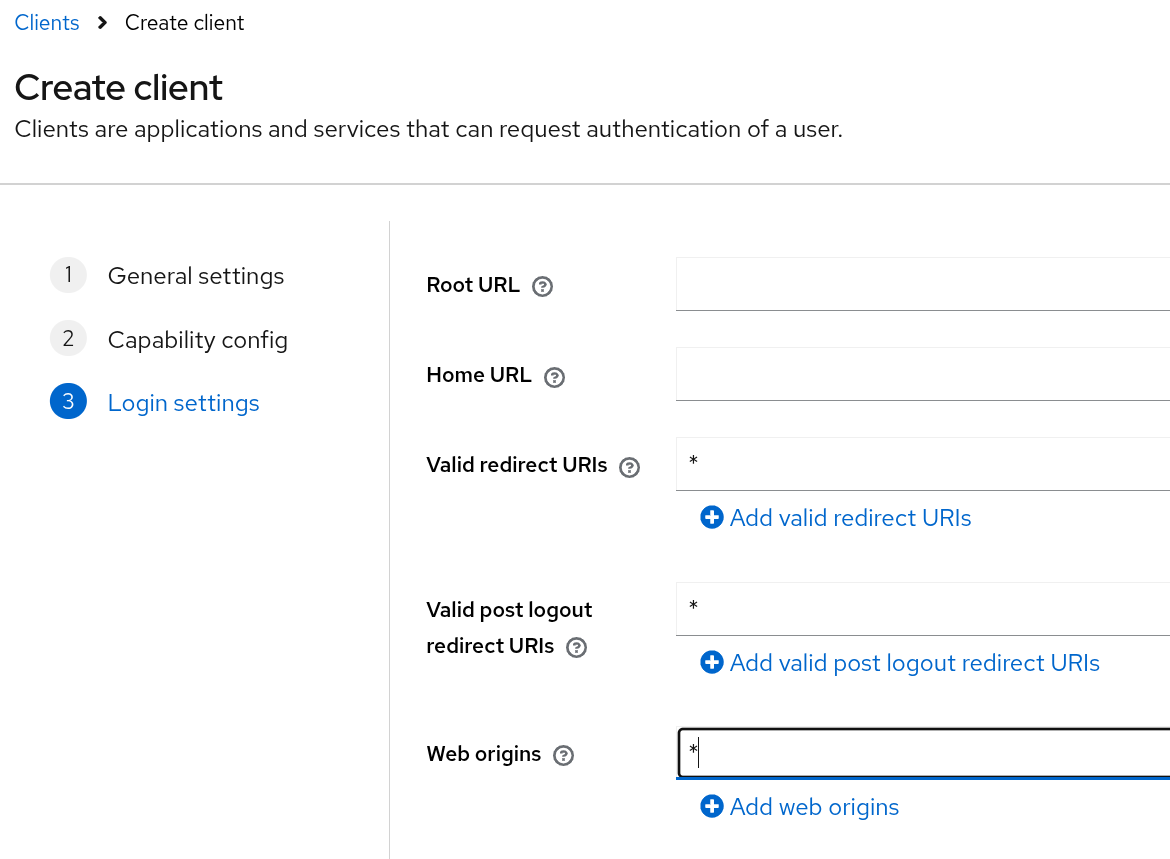 Clients > Create client
Create client
Clients are applications and services that can request authentication of a user.
1 General settings
2 Capability config
3 Login settings
Root URL ?
Home URL ?
Valid redirect URIs ? *
Add valid redirect URIs
Valid post logout
redirect URIs ? *
Add valid post logout redirect URIs
Web origins ? *
Add web origins